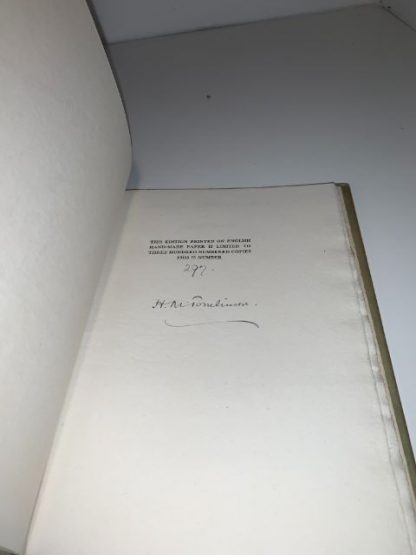 THIS EDITION PRINTED ON ENGLISH
HAND-MADE PAPER IS LIMITED TO
THREE HUNDRED NUMBERED COPIES
THIS IS NUMBER
297.
H. M Tomlinson.